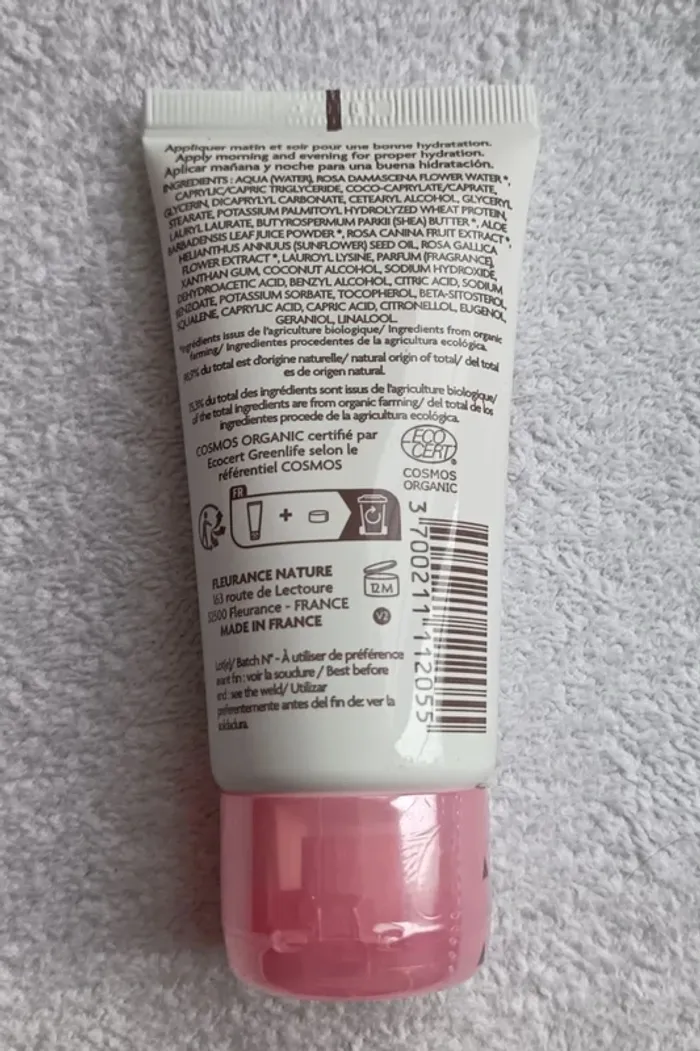 Appliquer matin et soir pour une bonne hydratation.
Apply morning and evening for proper hydration.
Aplicar mañana y noche para una buena hidratación.
INGREDIENTS : AQUA (WATER), ROSA DAMASCENA FLOWER WATER*,
CAPRYLIC/CAPRIC TRIGLYCERIDE, COCO-CAPRYLATE/CAPRATE,
GLYCERIN, DICAPRYLYL CARBONATE, CETEARYL ALCOHOL, GLYCERYL
STEARATE, POTASSIUM PALMITOYL HYDROLYZED WHEAT PROTEIN,
LAURYL LAURATE, BUTYROSPERMUM PARKII (SHEA) BUTTER*, ALOE
BARBADENSIS LEAF JUICE POWDER*, ROSA CANINA FRUIT EXTRACT*,
HELIANTHUS ANNUUS (SUNFLOWER) SEED OIL, ROSA GALLICA
FLOWER EXTRACT*, LAUROYL LYSINE, PARFUM (FRAGRANCE),
XANTHAN GUM, COCONUT ALCOHOL, SODIUM HYDROXIDE,
DEHYDROACETIC ACID, BENZYL ALCOHOL, CITRIC ACID, SODIUM
BENZOATE, POTASSIUM SORBATE, TOCOPHEROL, BETA-SITOSTEROL,
SQUALENE, CAPRYLIC ACID, CAPRIC ACID, CITRONELLOL, EUGENOL,
GERANIOL, LINALOOL.
*Ingrédients issus de l'agriculture biologique/ Ingredients from organic
farming/ Ingredientes procedentes de la agricultura ecológica.
du total est d'origine naturelle/ natural origin of total/ del total
es de origen natural.
du total des ingrédients sont issus de l'agriculture biologique/
of the total ingredients are from organic farming/ del total de los
ingredientes procede de la agricultura ecológica.
COSMOS ORGANIC certifié par
Ecocert Greenlife selon le
référentiel COSMOS
ECO
CERT
COSMOS
ORGANIC
FR
+
FLEURANCE NATURE
163 route de Lectoure
32500 Fleurance - FRANCE
MADE IN FRANCE
12 M
V2
3 700211 112055
Lot(e)/ Batch N° - À utiliser de préférence
avant fin : voir la soudure / Best before
end : see the weld/ Utilizar
preferentemente antes del fin de: ver la
soldadura.